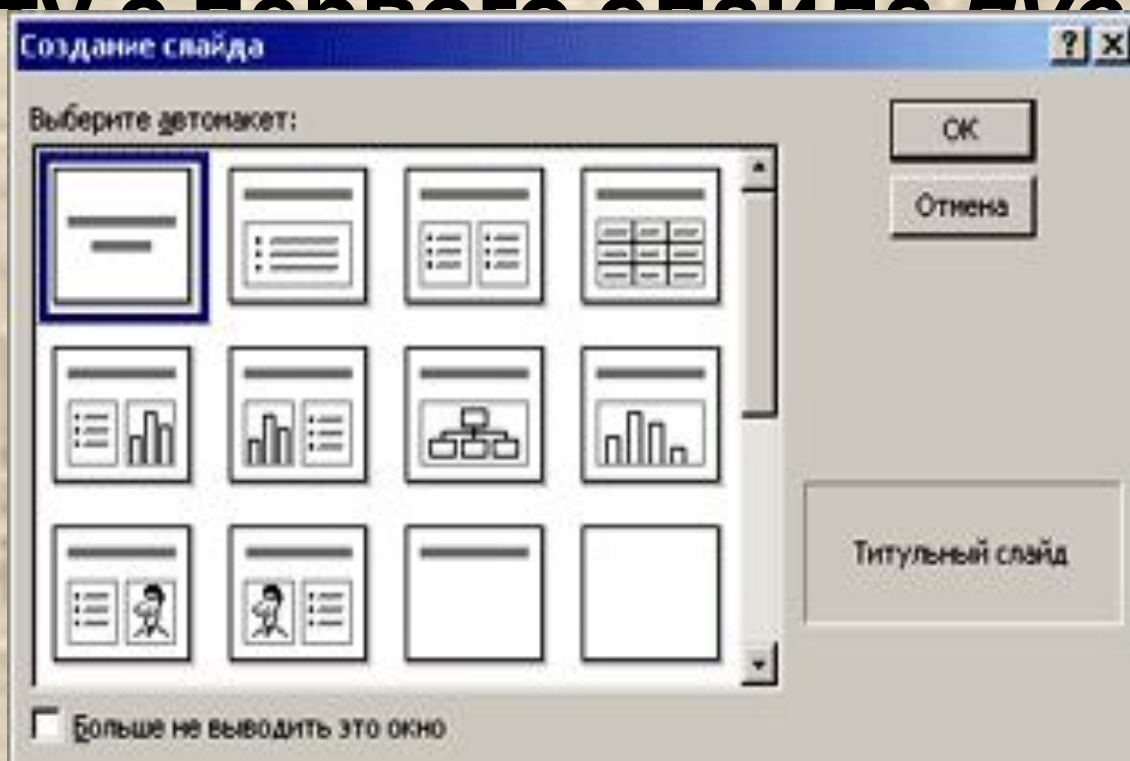 Создание слайда
Выберите автомакет:
ОК
Отмена
Титульный слайд
Больше не выводить это окно